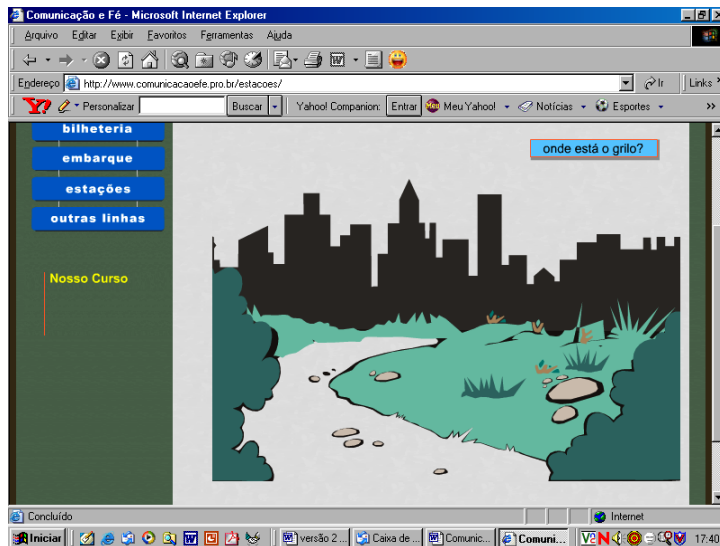 Comunicação e Fé - Microsoft Internet Explorer
Arquivo Editar Exibir Favoritos Ferramentas Ajuda
Endereço http://www.comunicacaoefe.pro.br/estacoes/ Ir Links »
Y! Personalizar Buscar Yahoo! Companion: Entrar Meu Yahoo! Notícias Esportes »
bilheteria
onde está o grilo?
embarque
estações
outras linhas
Nosso Curso
Concluído Internet
Iniciar versão 2 ... Caixa de ... Comunic... Comuni... 17:40